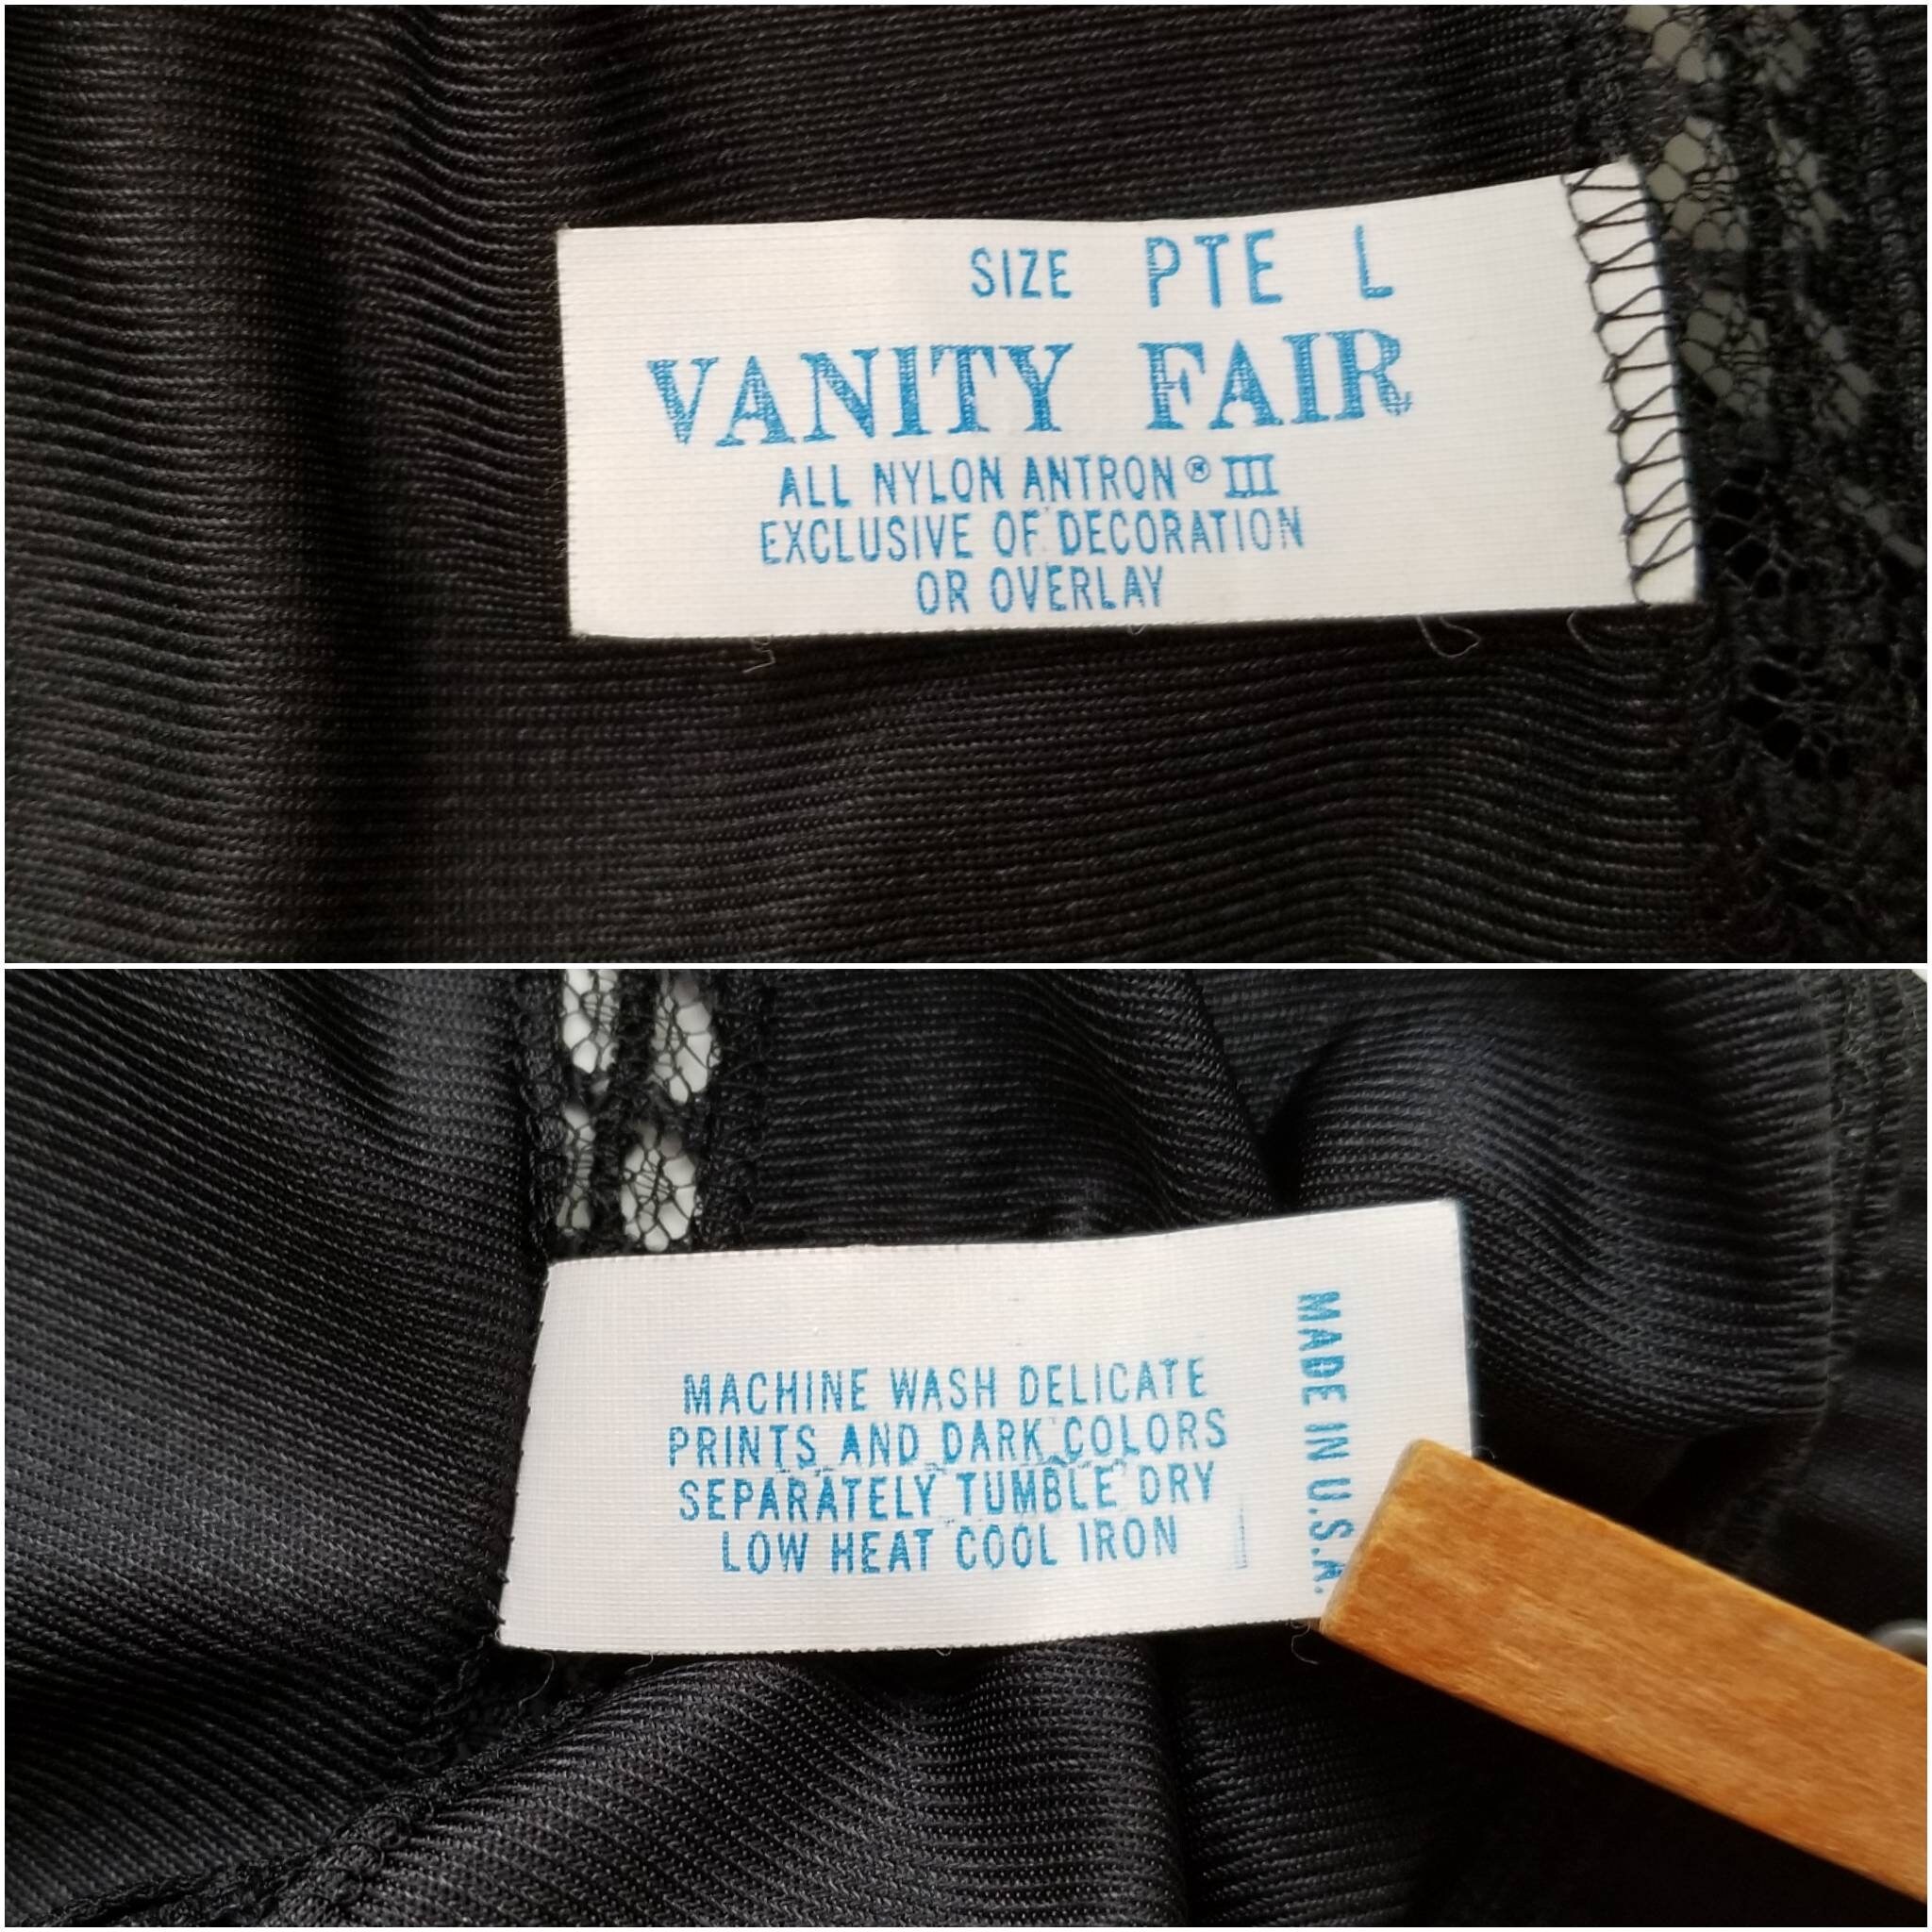 SIZE PTE L
VANITY FAIR
ALL NYLON ANTRON® III
EXCLUSIVE OF DECORATION
OR OVERLAY
MACHINE WASH DELICATE
PRINTS AND DARK COLORS
SEPARATELY TUMBLE DRY
LOW HEAT COOL IRON
MADE IN U.S.A.